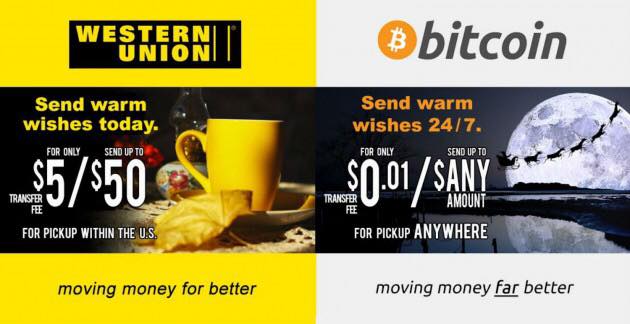 WESTERN
UNION
Send warm
wishes today.
FOR ONLY
SEND UP TO
$5/$50
TRANSFER
FEE
FOR PICKUP WITHIN THE U.S.
moving money for better
bitcoin
Send warm
wishes 24/7.
FOR ONLY
SEND UP TO
$0.01/$ANY
TRANSFER
FEE
AMOUNT
FOR PICKUP ANYWHERE
moving money far better